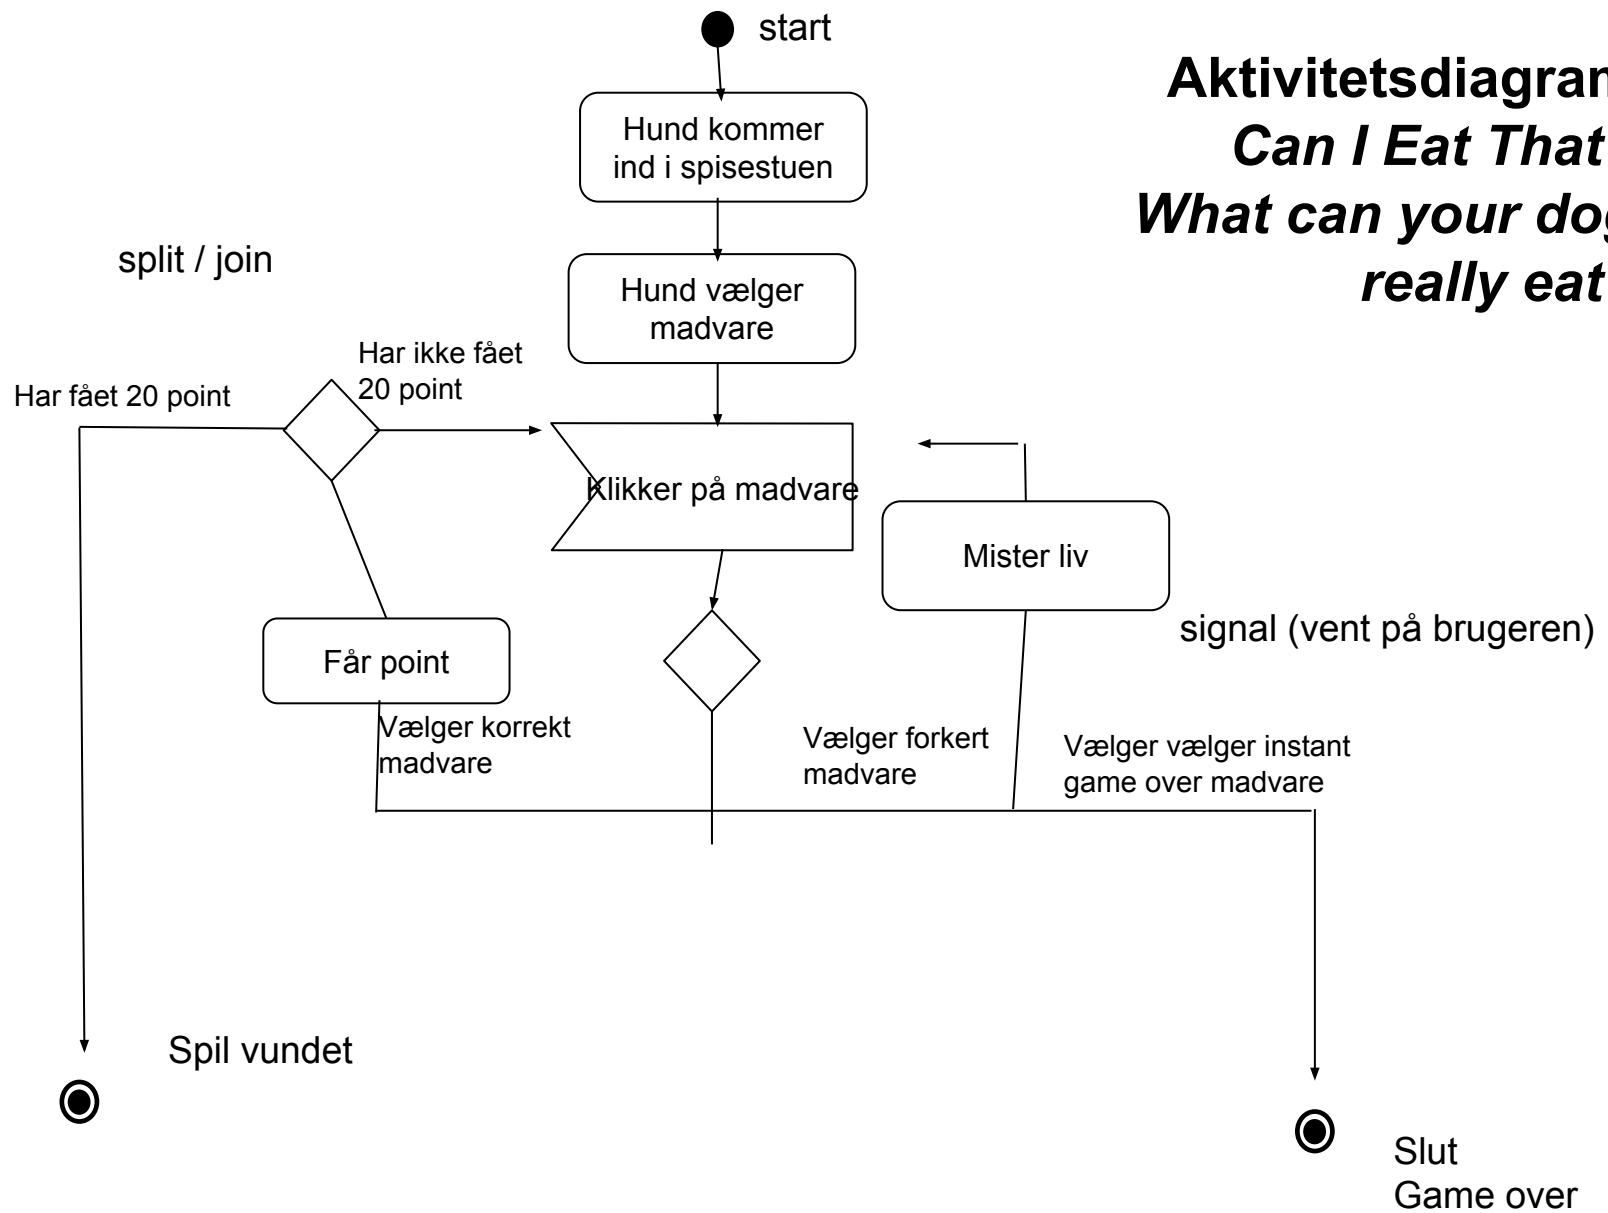 start
Aktivitetsdiagram
Can I Eat That
What can your dog
really eat
Hund kommer
ind i spisestuen
split / join
Hund vælger
madvare
Har ikke fået
20 point
Har fået 20 point
Klikker på madvare
Mister liv
signal (vent på brugeren)
Får point
Vælger korrekt
madvare
Vælger forkert
madvare
Vælger vælger instant
game over madvare
Spil vundet
Slut
Game over